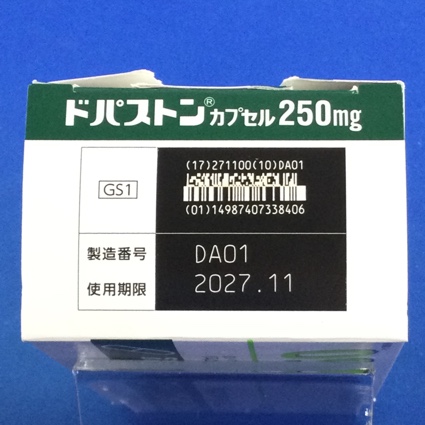 ドパストン®カプセル250mg
(17)271100(10)DA01
GS1
(01)14987407338406
製造番号 DA01
使用期限 2027.11